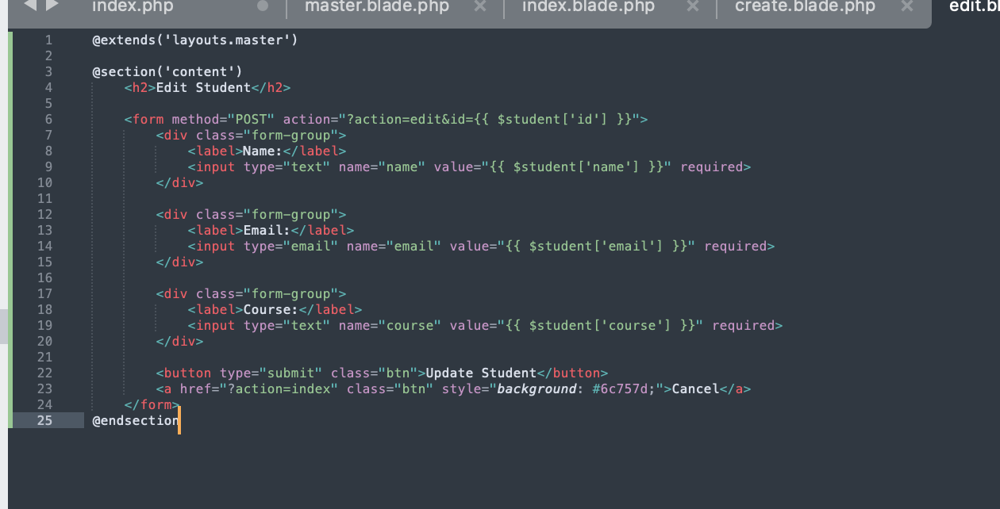 index.php master.blade.php index.blade.php create.blade.php edit.bl
1 @extends('layouts.master')
2
3 @section('content')
4     <h2>Edit Student</h2>
5
6     <form method="POST" action="?action=edit&id={{ $student['id'] }}">
7         <div class="form-group">
8             <label>Name:</label>
9             <input type="text" name="name" value="{{ $student['name'] }}" required>
10         </div>
11
12         <div class="form-group">
13             <label>Email:</label>
14             <input type="email" name="email" value="{{ $student['email'] }}" required>
15         </div>
16
17         <div class="form-group">
18             <label>Course:</label>
19             <input type="text" name="course" value="{{ $student['course'] }}" required>
20         </div>
21
22         <button type="submit" class="btn">Update Student</button>
23         <a href="?action=index" class="btn" style="background: #6c757d;">Cancel</a>
24     </form>
25 @endsection